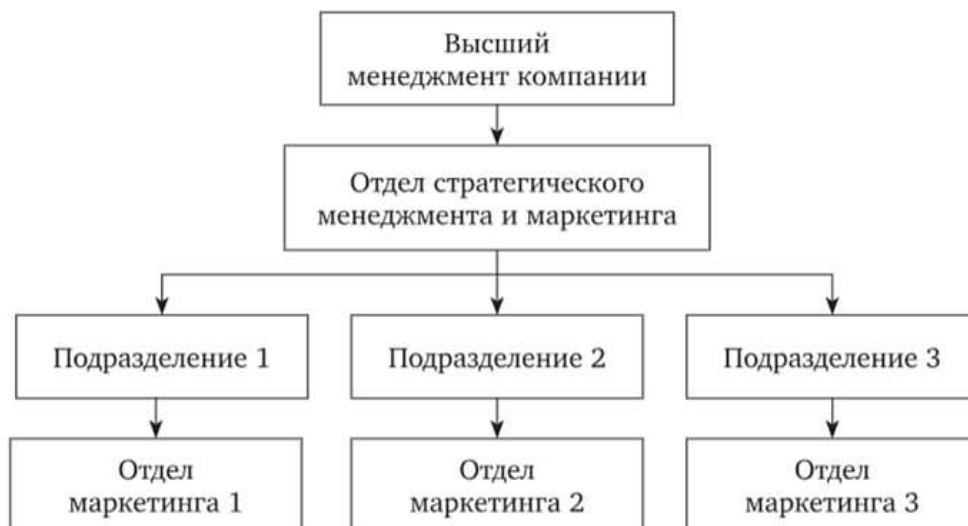 Высший
менеджмент компании
Отдел стратегического
менеджмента и маркетинга
Подразделение 1
Подразделение 2
Подразделение 3
Отдел
маркетинга 1
Отдел
маркетинга 2
Отдел
маркетинга 3